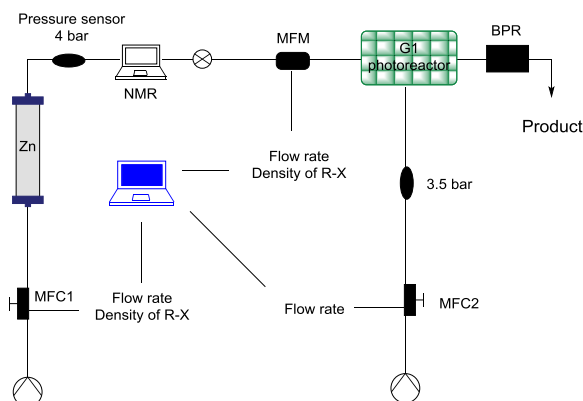 Pressure sensor
4 bar
NMR
MFM
G1
photoreactor
BPR
Product
Zn
Flow rate
Density of R-X
3.5 bar
MFC1
Flow rate
Density of R-X
Flow rate
MFC2